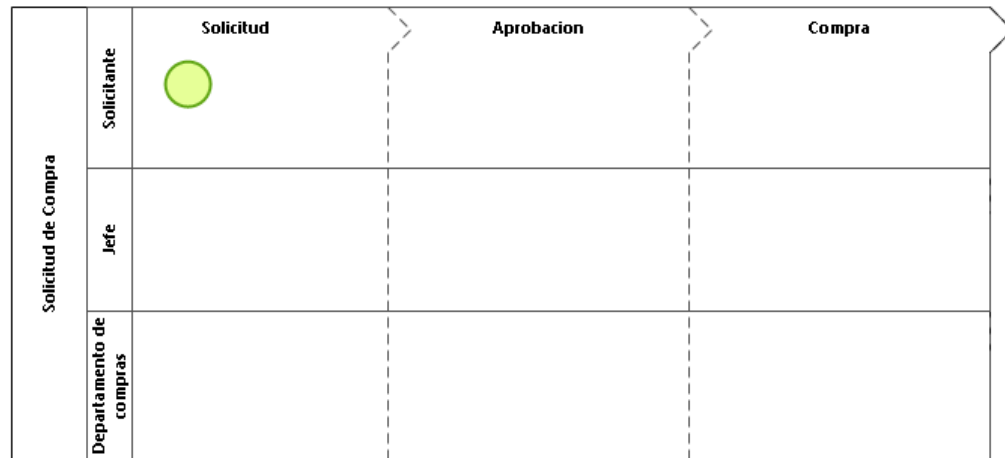 Solicitud
Aprobacion
Compra
Solicitud de Compra
Solicitante
Jefe
Departamento de
compras